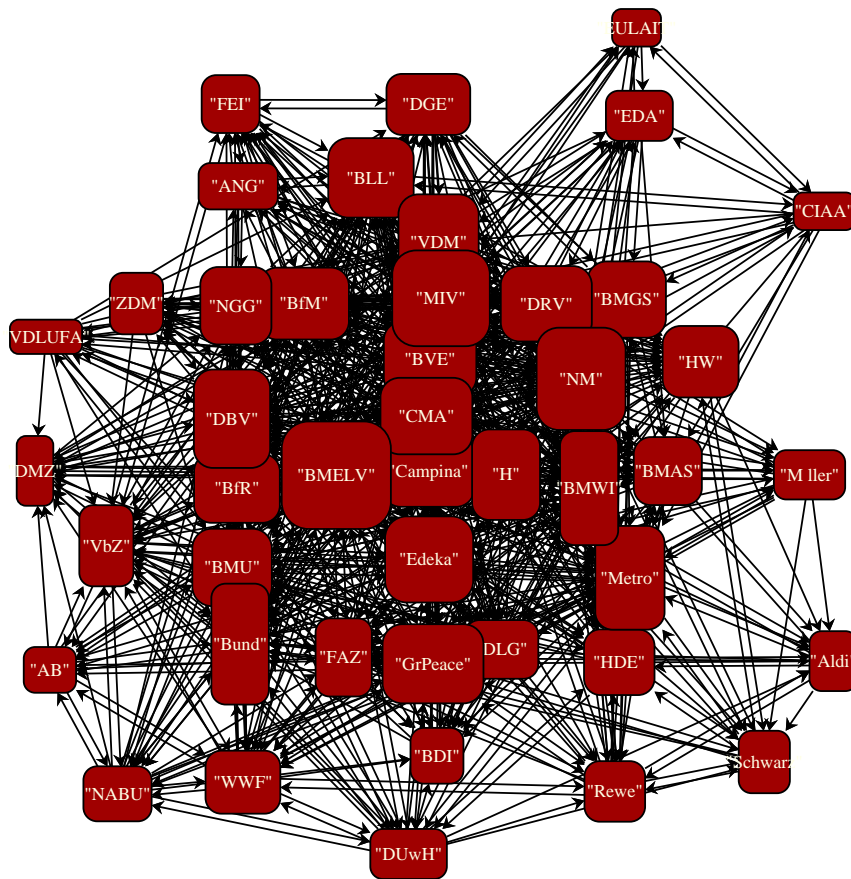 EULAIT
"FEI"
"DGE"
"EDA"
"BLL"
"ANG"
"CIAA"
"VDM"
"ZDM"
"NGG"
"BfM"
"MIV"
"DRV"
"BMGS"
VDLUFA
"BVE"
"HW"
"NM"
"DBV"
"CMA"
DMZ"
"BfR"
"BMELV"
"Campina"
"H"
"BMWI"
"BMAS"
"M ller"
"VbZ"
"BMU"
"Edeka"
"Metro"
"Bund"
"FAZ"
"GrPeace"
DLG"
"HDE"
"Aldi
"AB"
"BDI"
Schwarz
"NABU"
"WWF"
"Rewe"
"DUwH"